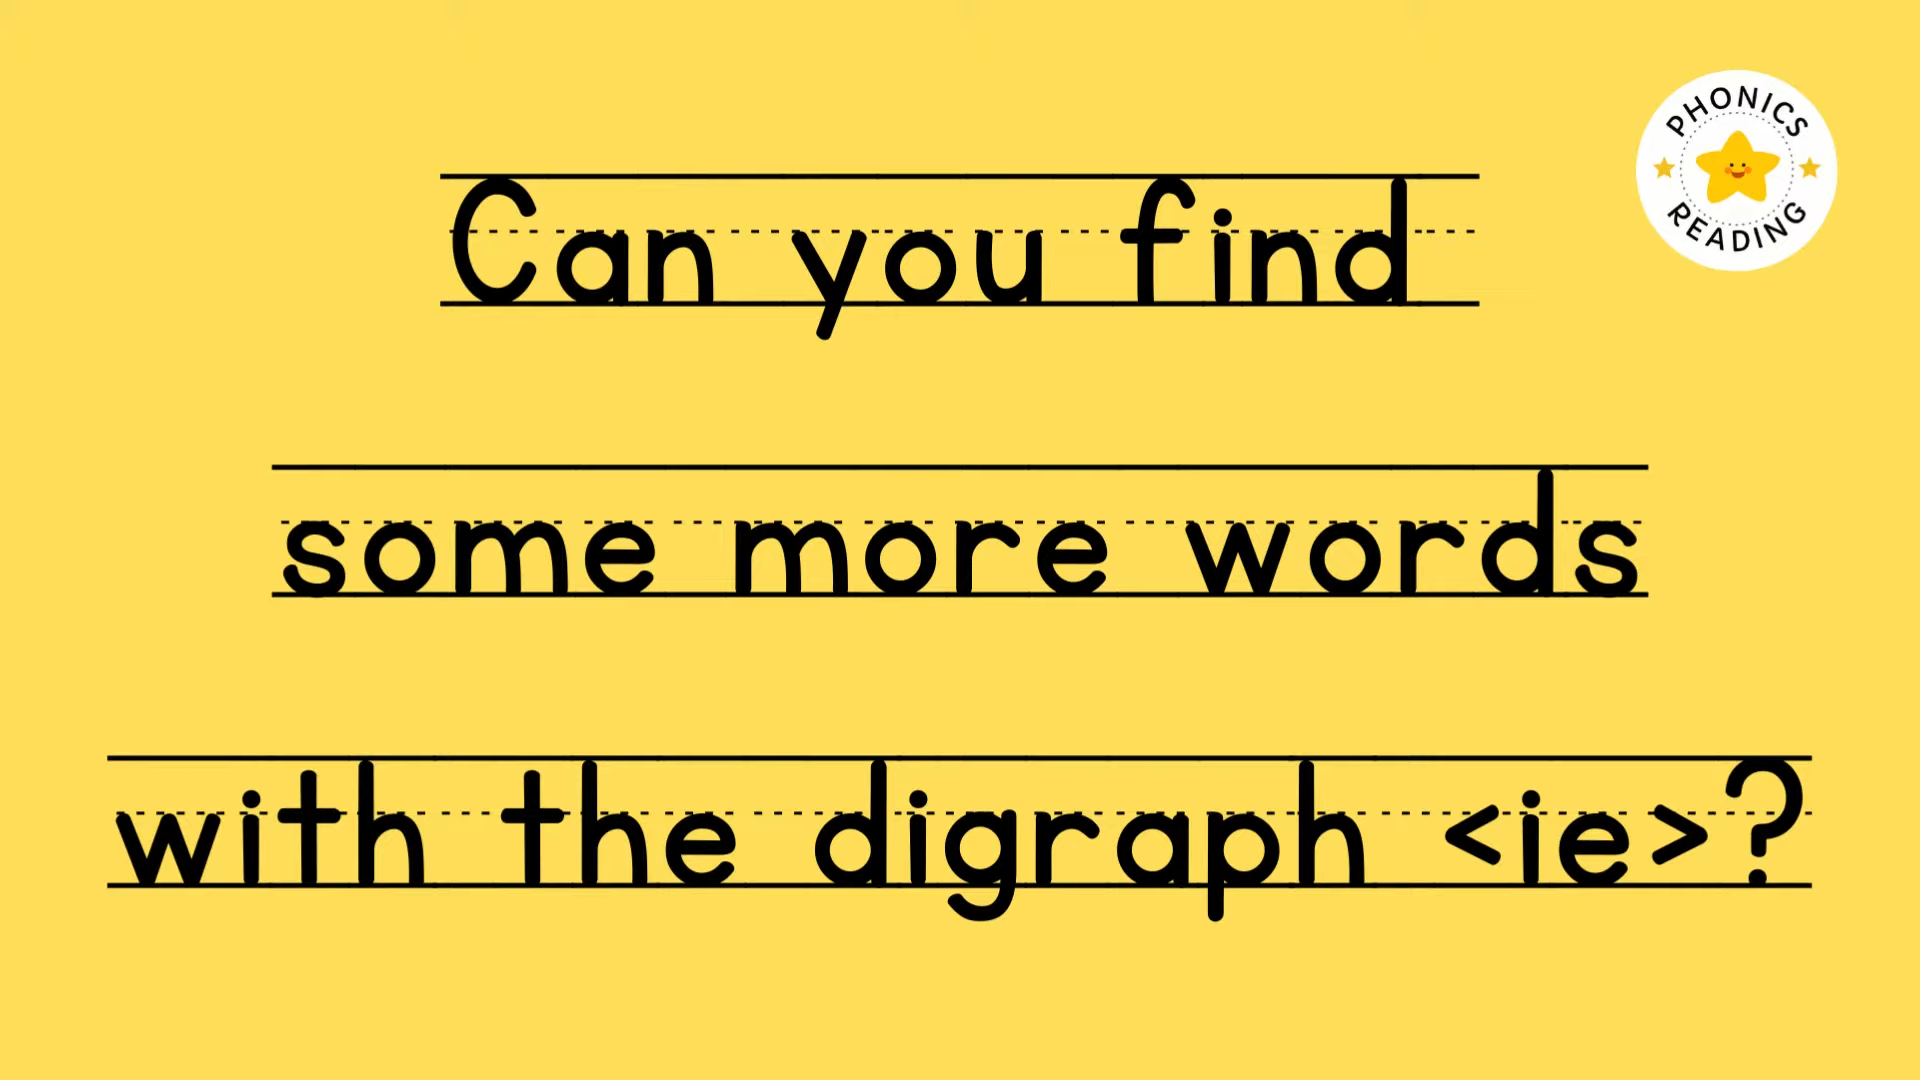 PHONICS
READING
Can you find
some more words
with the digraph <ie>?